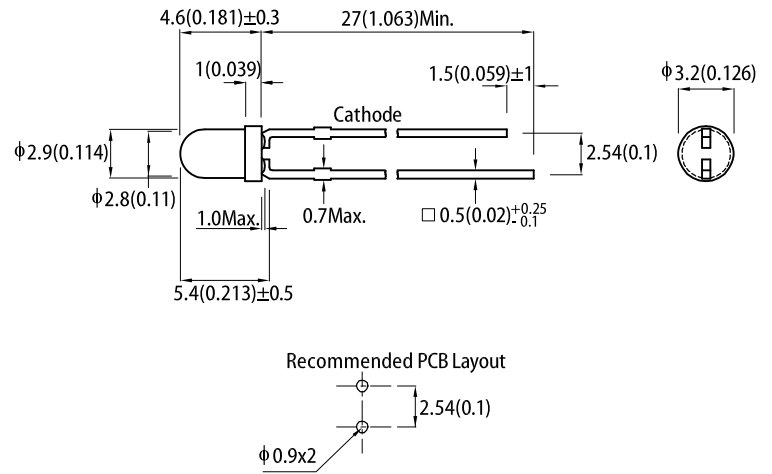 4.6(0.181)±0.3
27(1.063)Min.
1(0.039)
1.5(0.059)±1
ϕ3.2(0.126)
Cathode
ϕ2.9(0.114)
2.54(0.1)
ϕ2.8(0.11)
1.0Max.
0.7Max.
□ 0.5(0.02)+0.25
- 0.1
5.4(0.213)±0.5
Recommended PCB Layout
2.54(0.1)
ϕ0.9x2